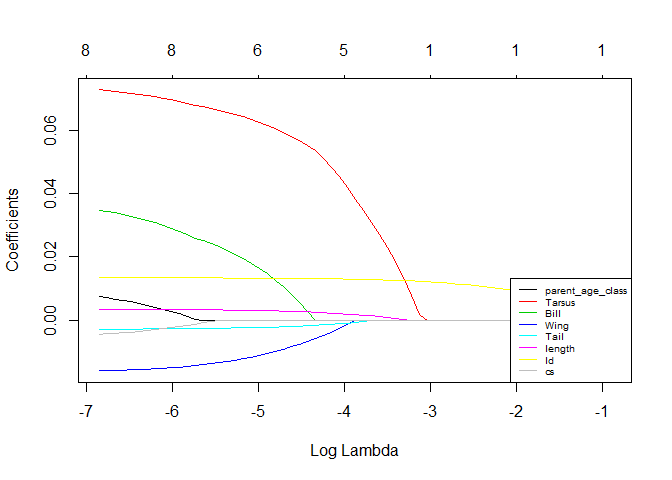 8 8 6 5 1 1 1
Coefficients
0.06
0.04
0.02
0.00
parent_age_class
Tarsus
Bill
Wing
Tail
length
ld
cs
-7 -6 -5 -4 -3 -2 -1
Log Lambda